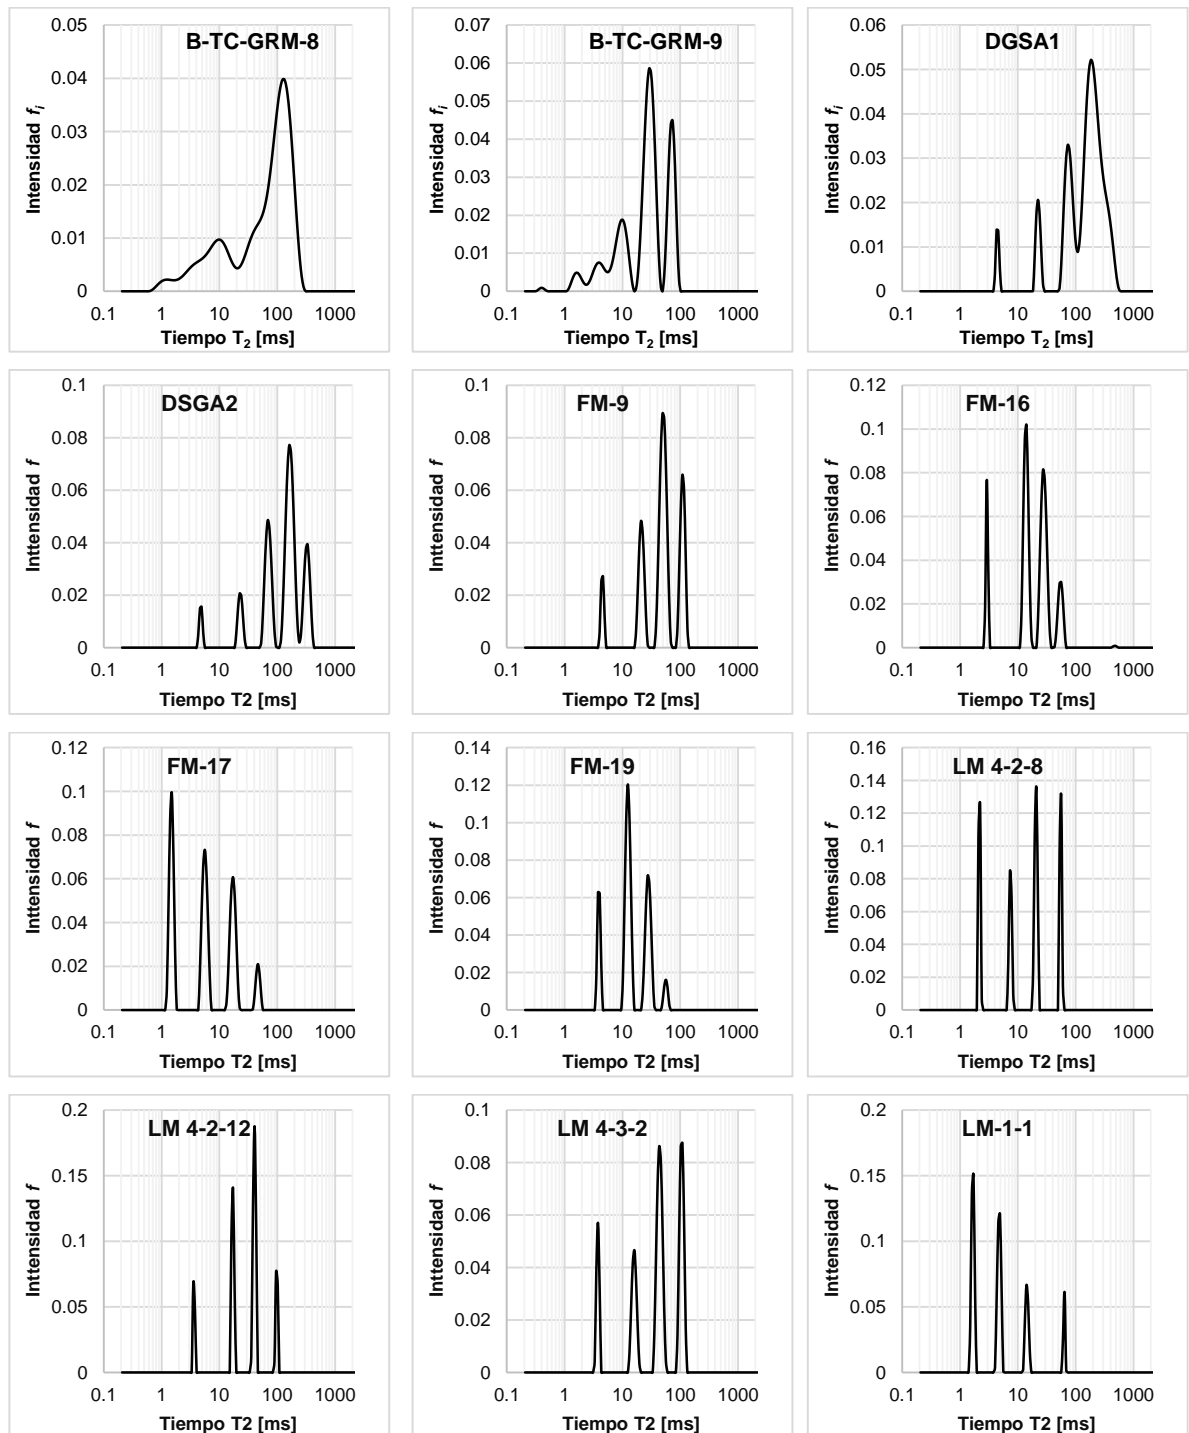 B-TC-GRM-8
Intensidad fi
0.05
0.04
0.03
0.02
0.01
0
0.1 1 10 100 1000
Tiempo T2 [ms]
B-TC-GRM-9
Intensidad fi
0.07
0.06
0.05
0.04
0.03
0.02
0.01
0
0.1 1 10 100 1000
Tiempo T2 [ms]
DGSA1
Intensidad fi
0.06
0.05
0.04
0.03
0.02
0.01
0
0.1 1 10 100 1000
Tiempo T2 [ms]
DSGA2
Inttensidad f
0.1
0.08
0.06
0.04
0.02
0
0.1 1 10 100 1000
Tiempo T2 [ms]
FM-9
Inttensidad f
0.1
0.08
0.06
0.04
0.02
0
0.1 1 10 100 1000
Tiempo T2 [ms]
FM-16
Inttensidad f
0.12
0.1
0.08
0.06
0.04
0.02
0
0.1 1 10 100 1000
Tiempo T2 [ms]
FM-17
Inttensidad f
0.12
0.1
0.08
0.06
0.04
0.02
0
0.1 1 10 100 1000
Tiempo T2 [ms]
FM-19
Inttensidad f
0.14
0.12
0.1
0.08
0.06
0.04
0.02
0
0.1 1 10 100 1000
Tiempo T2 [ms]
LM 4-2-8
Inttensidad f
0.16
0.14
0.12
0.1
0.08
0.06
0.04
0.02
0
0.1 1 10 100 1000
Tiempo T2 [ms]
LM 4-2-12
Inttensidad f
0.2
0.15
0.1
0.05
0
0.1 1 10 100 1000
Tiempo T2 [ms]
LM 4-3-2
Inttensidad f
0.1
0.08
0.06
0.04
0.02
0
0.1 1 10 100 1000
Tiempo T2 [ms]
LM-1-1
Inttensidad f
0.2
0.15
0.1
0.05
0
0.1 1 10 100 1000
Tiempo T2 [ms]